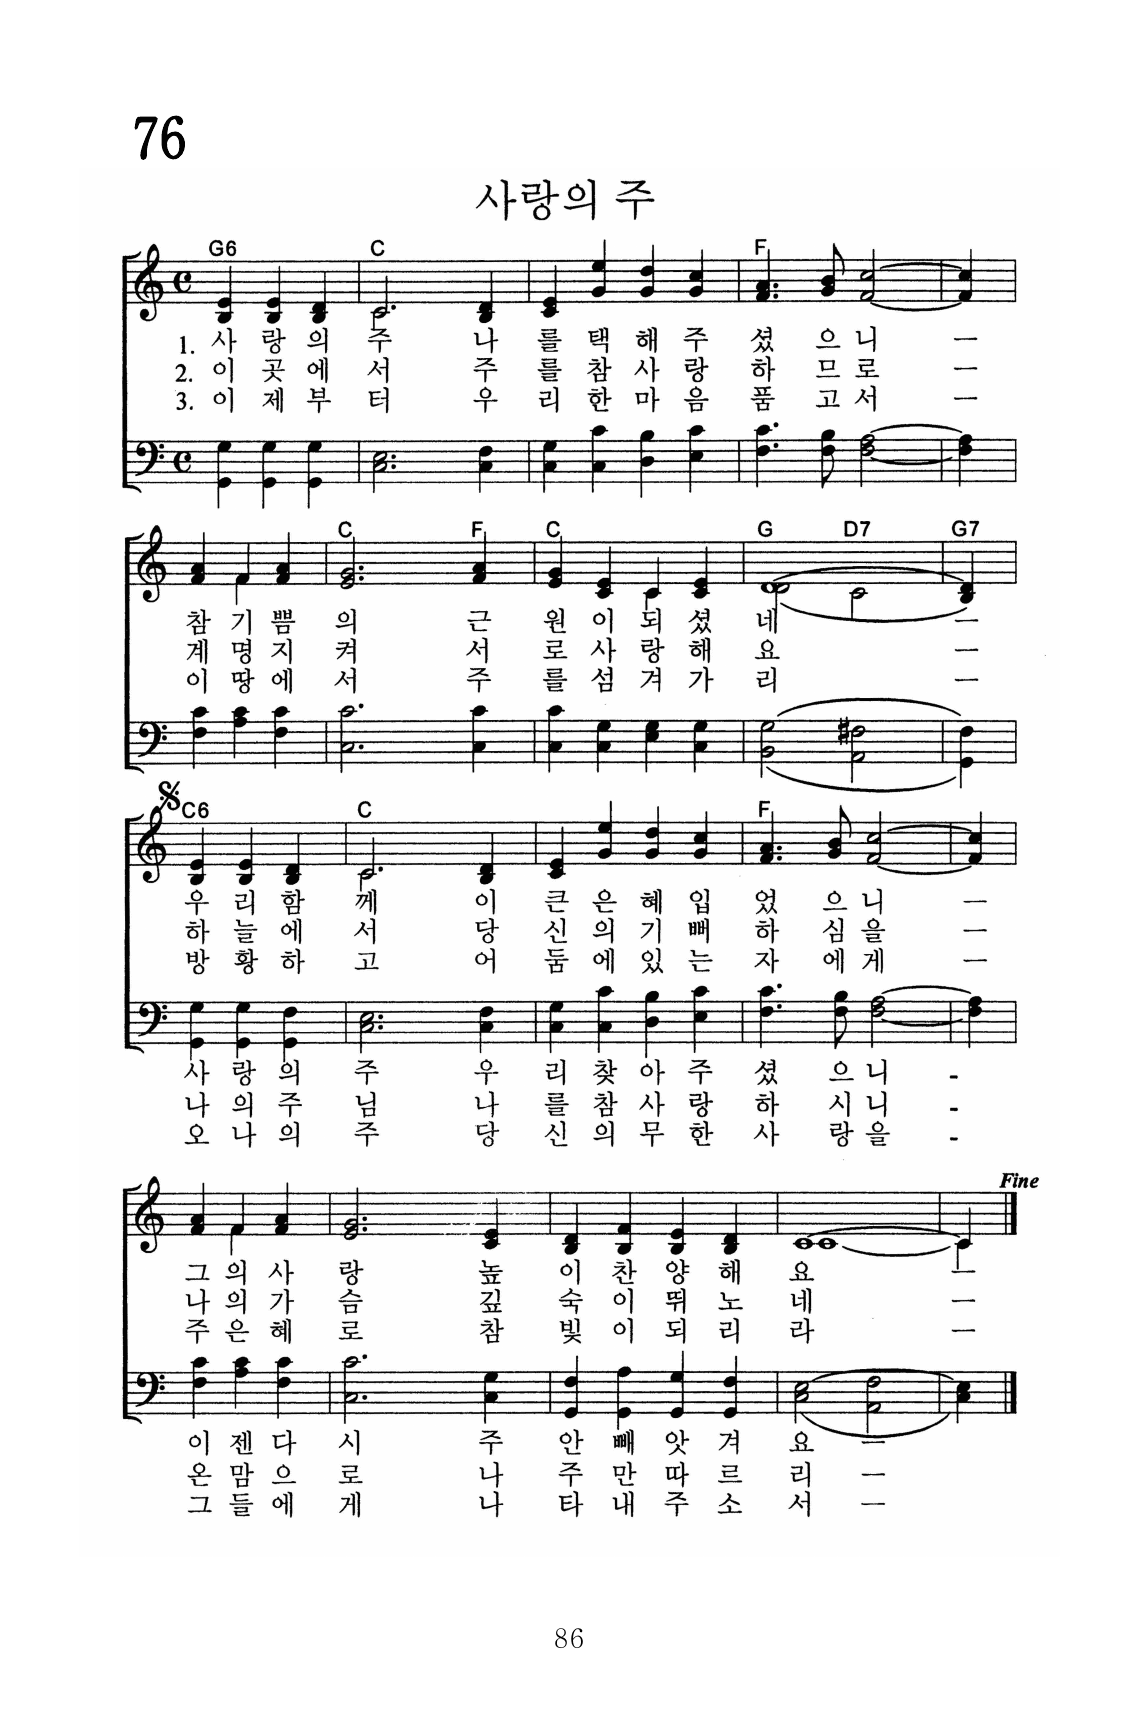 76
사랑의 주
G6 C F
1. 사 랑 의 주 나 를 택 해 주 셨 으 니 ―
2. 이 곳 에 서 주 를 참 사 랑 하 므 로 ―
3. 이 제 부 터 우 리 한 마 음 품 고 서 ―
C F C G D7 G7
참 기 쁨 의 근 원 이 되 셨 네 ―
계 명 지 켜 서 로 사 랑 해 요 ―
이 땅 에 서 주 를 섬 겨 가 리 ―
C6 C F
우 리 함 께 이 큰 은 혜 입 었 으 니 ―
하 늘 에 서 당 신 의 기 뻐 하 심 을 ―
방 황 하 고 어 둠 에 있 는 자 에 게 ―
사 랑 의 주 우 리 찾 아 주 셨 으 니 -
나 의 주 님 나 를 참 사 랑 하 시 니 -
오 나 의 주 당 신 의 무 한 사 랑 을 -
Fine
그 의 사 랑 높 이 찬 양 해 요 ―
나 의 가 슴 깊 숙 이 뛰 노 네 ―
주 은 혜 로 참 빛 이 되 리 라 ―
이 젠 다 시 주 안 빼 앗 겨 요 ―
온 맘 으 로 나 주 만 따 르 리 ―
그 들 에 게 나 타 내 주 소 서 ―
86